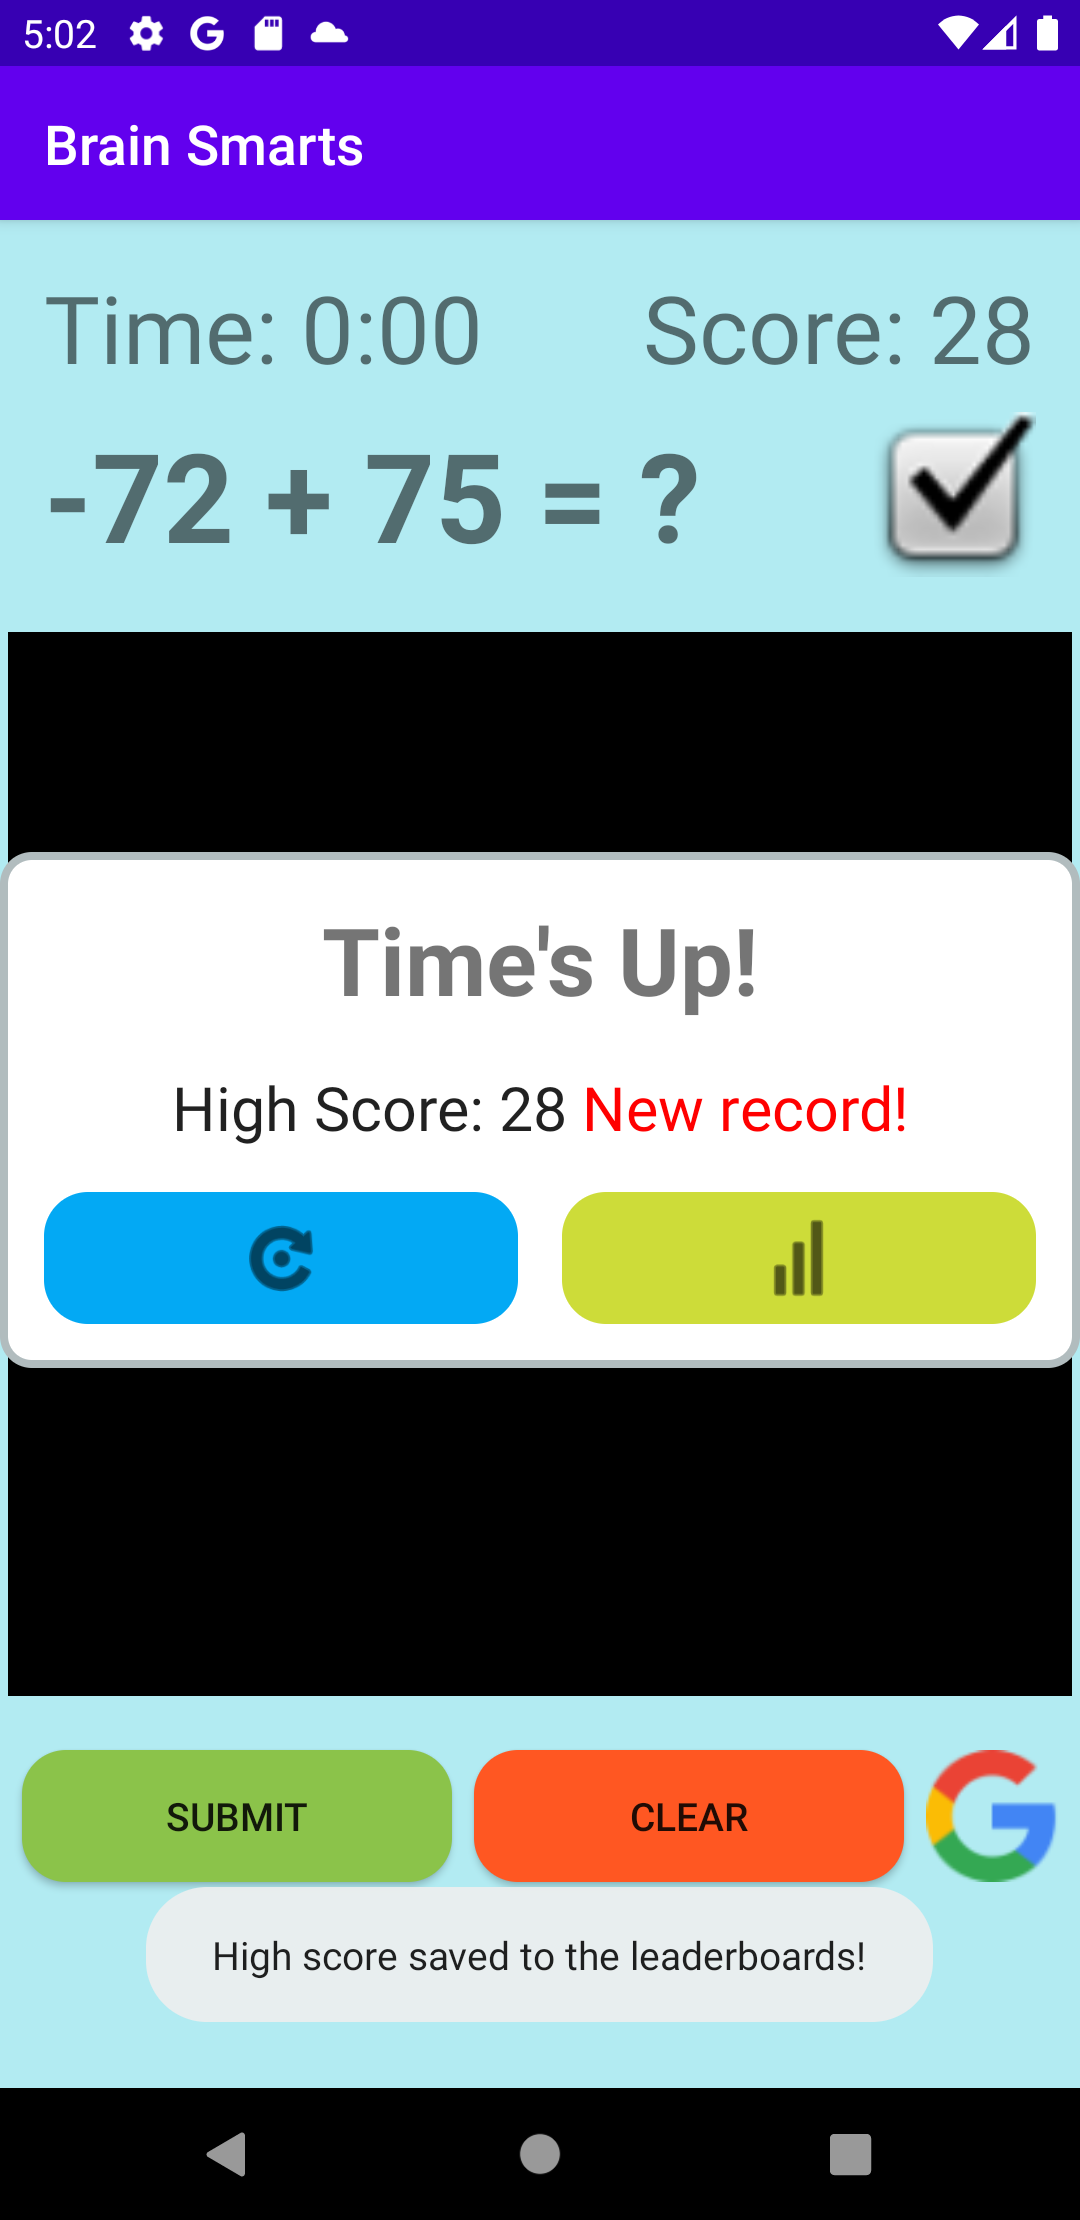 5:02
Brain Smarts
Time: 0:00 Score: 28
-72 + 75 = ?
Time's Up!
High Score: 28 New record!
SUBMIT CLEAR
High score saved to the leaderboards!